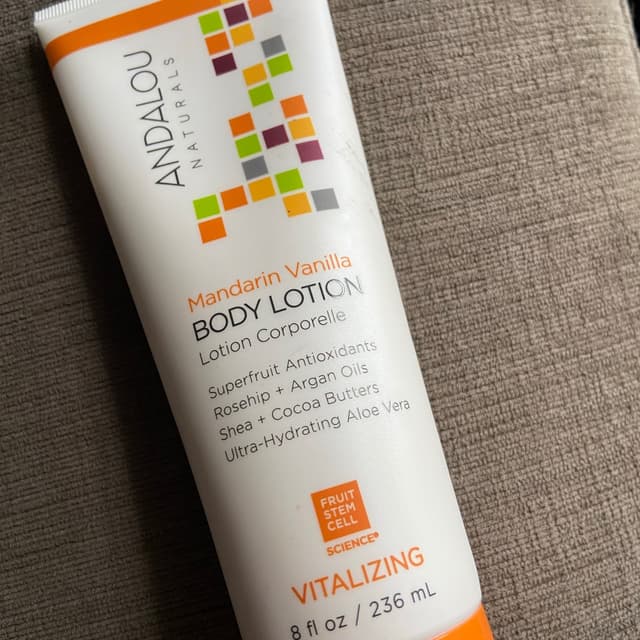 ANDALOU
NATURALS
Mandarin Vanilla
BODY LOTION
Lotion Corporelle
Superfruit Antioxidants
Rosehip + Argan Oils
Shea + Cocoa Butters
Ultra-Hydrating Aloe Vera
FRUIT
STEM
CELL
SCIENCE®
VITALIZING
8 fl oz / 236 mL